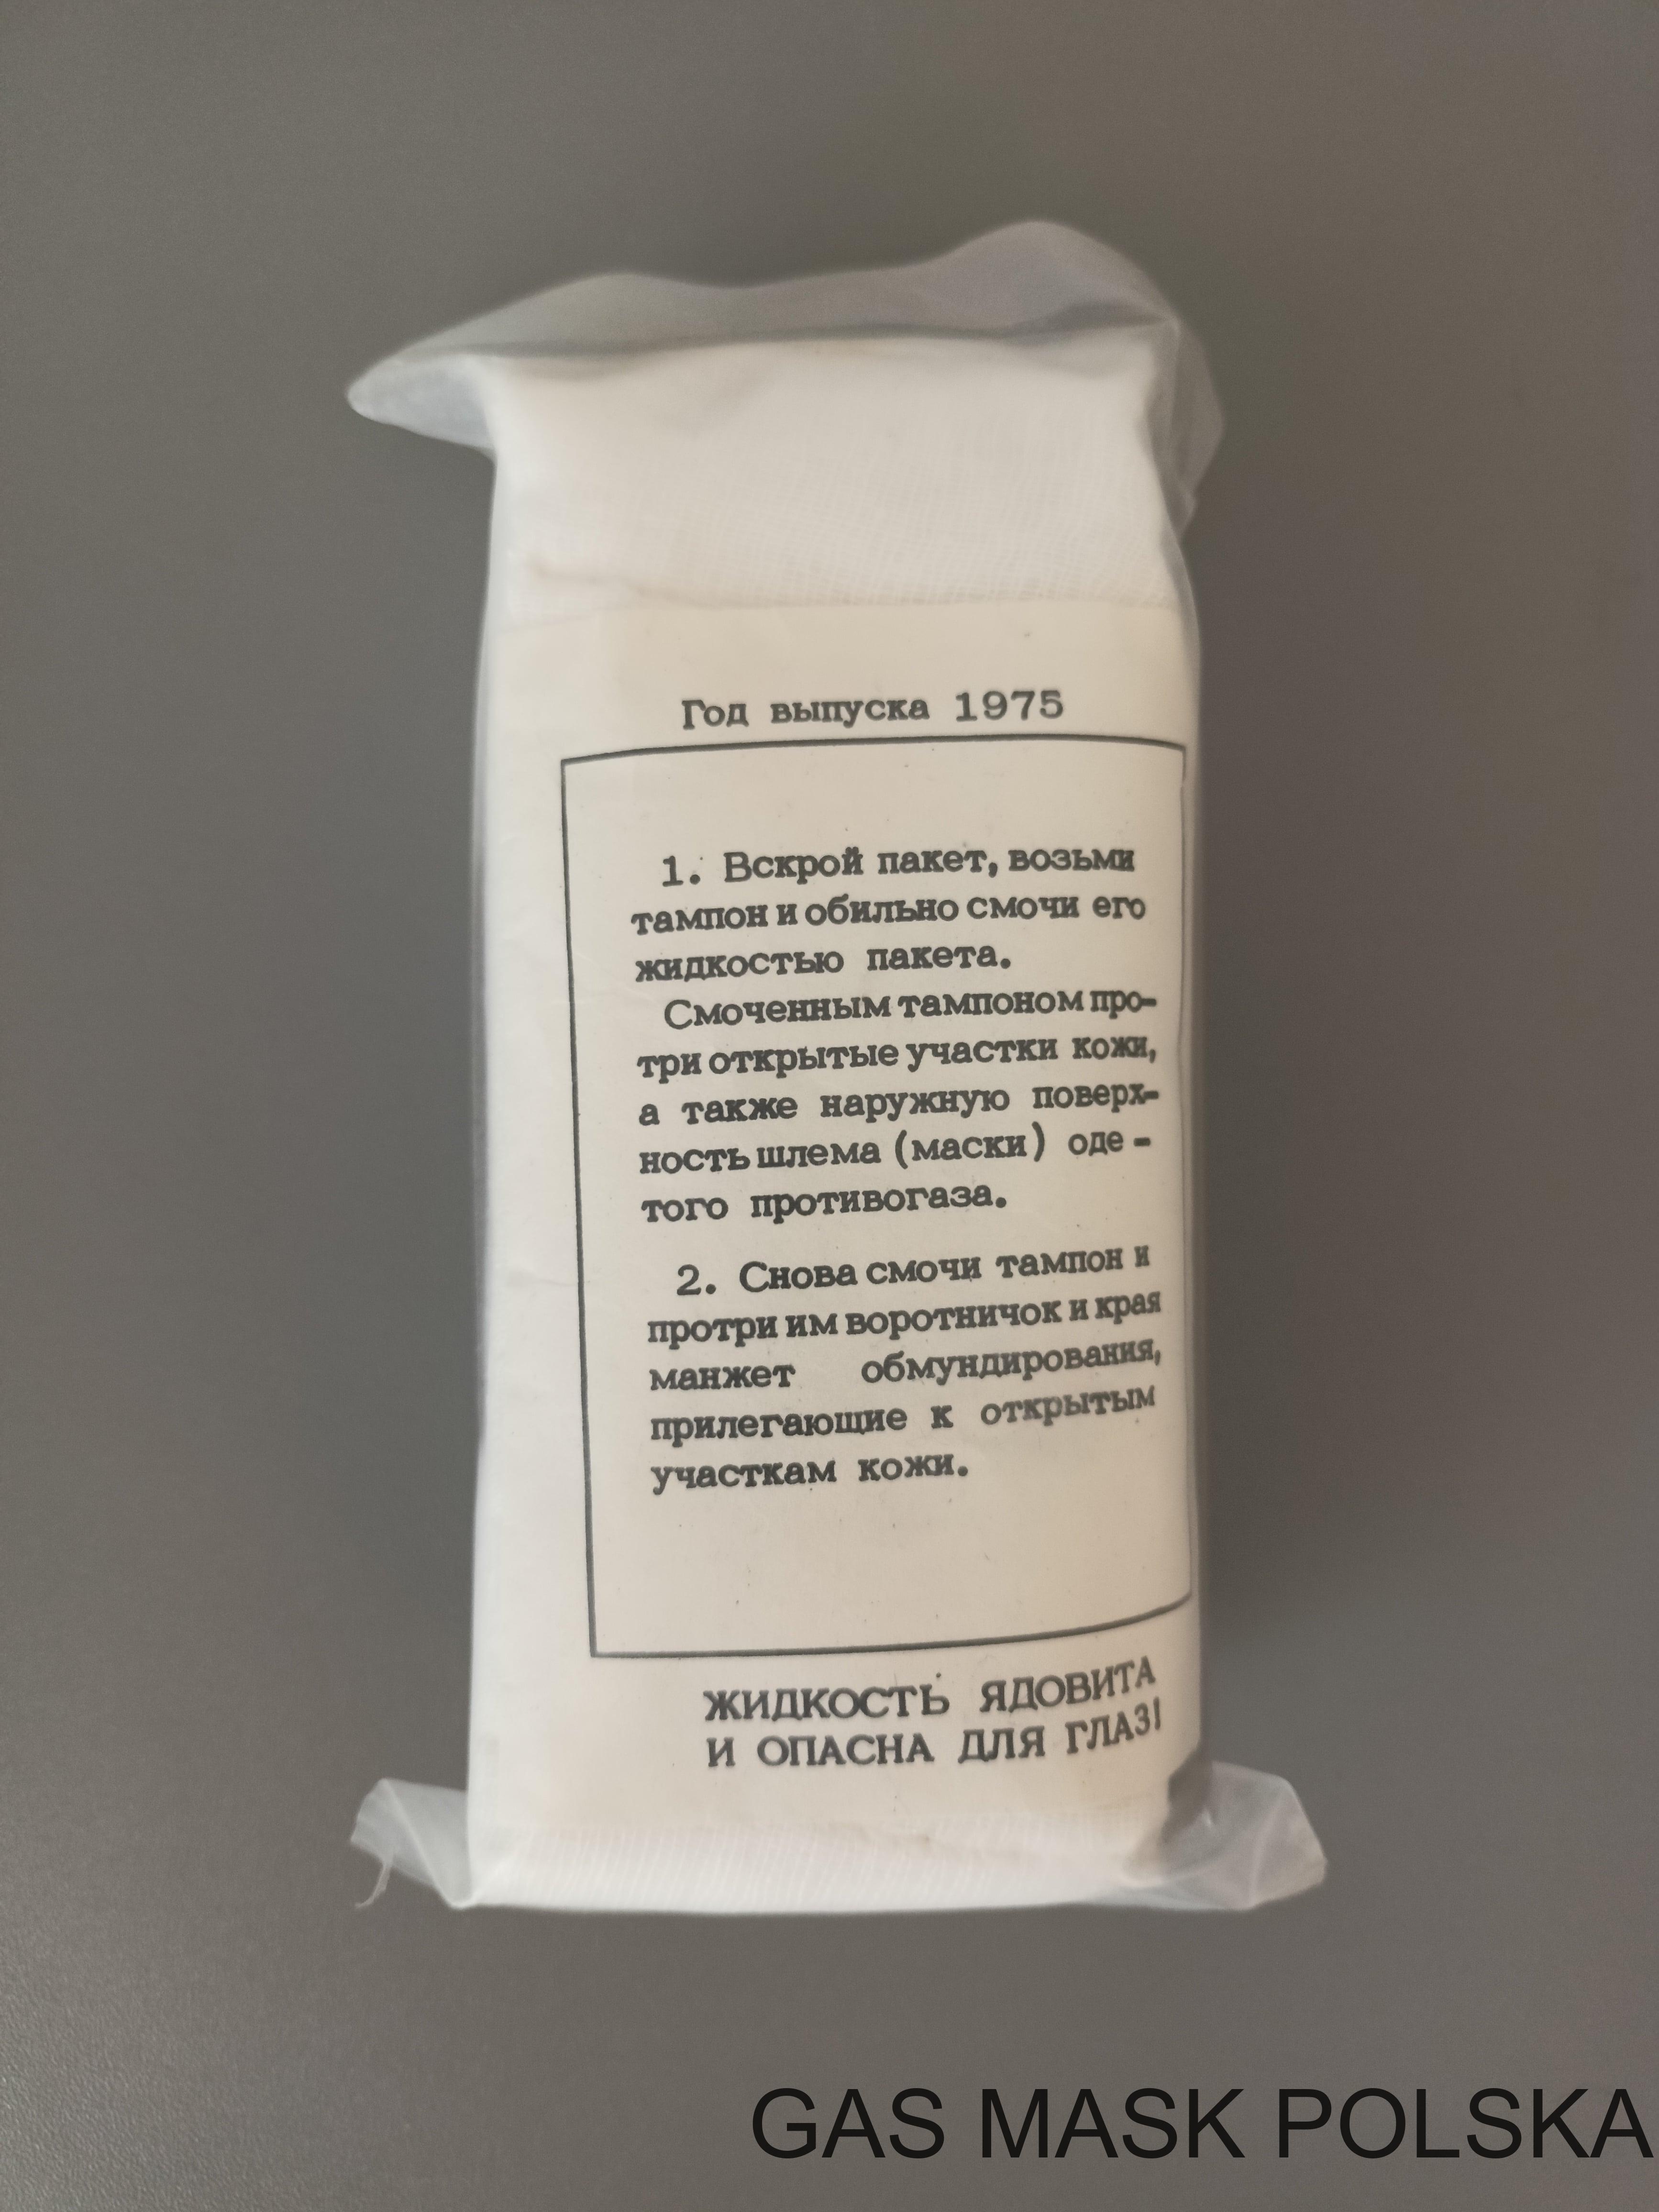 Год выпуска 1975
1. Вскрой пакет, возьми
тампон и обильно смочи его
жидкостью пакета.
Смоченным тампоном про-
три открытые участки кожи,
а также наружную поверх-
ность шлема (маски) оде-
того противогаза.
2. Снова смочи тампон и
протри им воротничок и края
манжет обмундирования,
прилегающие к открытым
участкам кожи.
ЖИДКОСТЬ ЯДОВИТА
И ОПАСНА ДЛЯ ГЛАЗ!
GAS MASK POLSKA